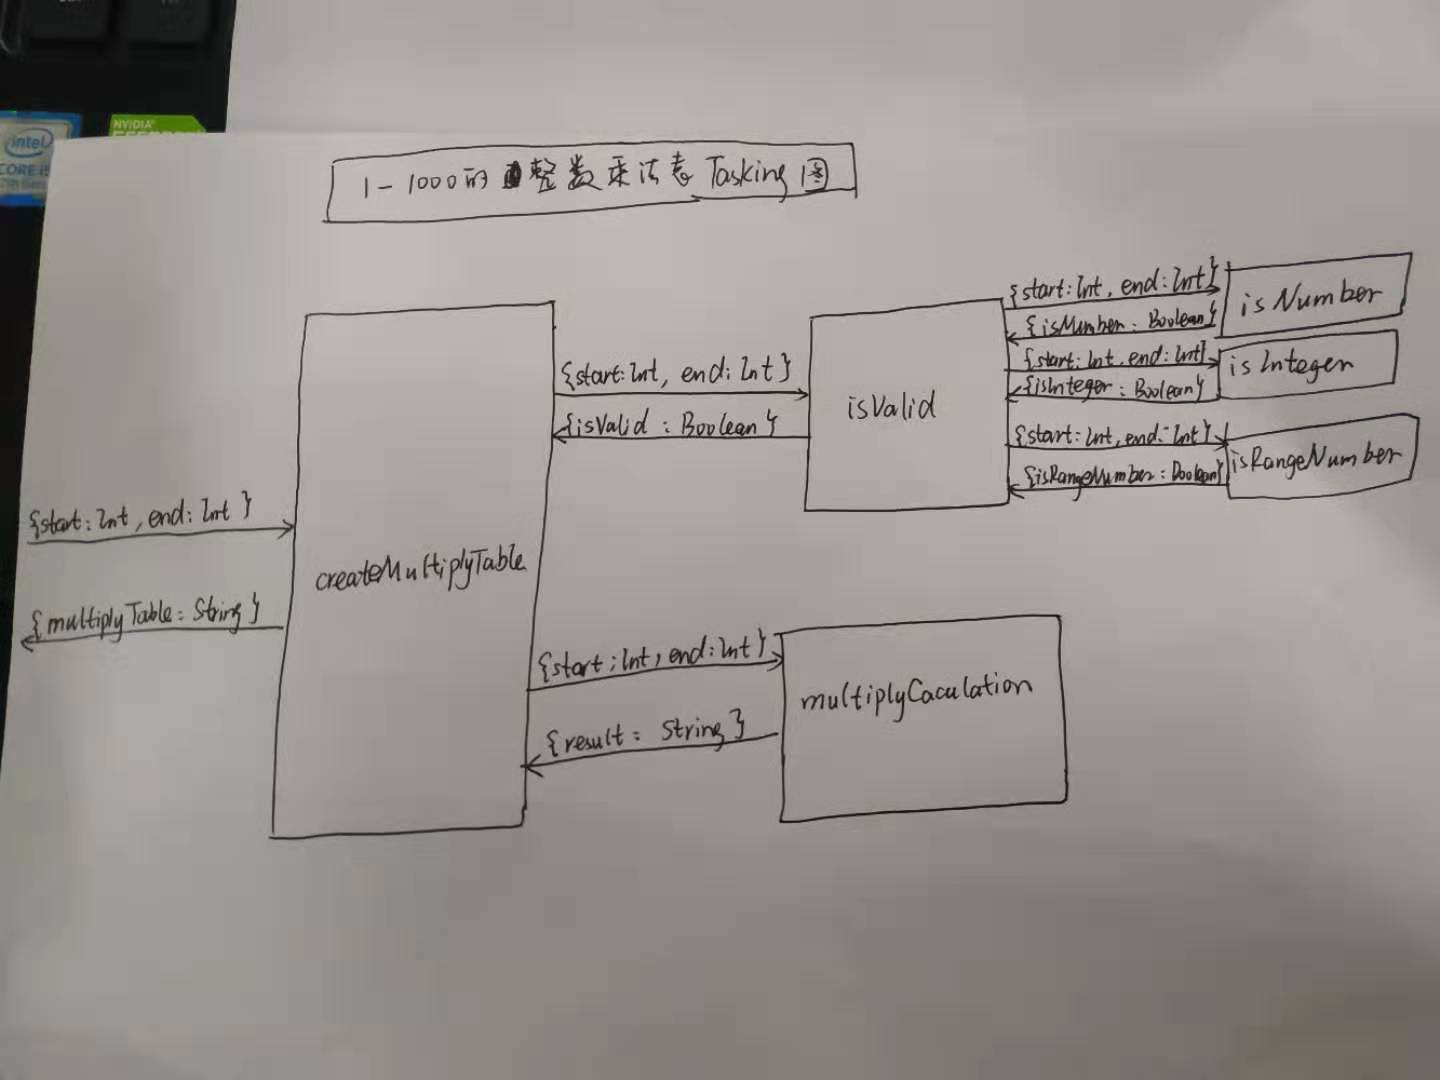 intel
CORE i5
7th Gen
NVIDIA
1-1000的整数乘法表 Tasking图
{start:Int, end:Int}
isNumber
{isNumber: Boolean}
{start:Int, end:Int}
isInteger
{isInteger: Boolean}
{start:Int, end:Int}
isRangeNumber
{isRangeNumber: Boolean}
{start:Int, end:Int}
isValid
{isValid: Boolean}
{start:Int, end:Int}
createMultiplyTable
{multiplyTable: String}
{start:Int, end:Int}
multiplyCaculation
{result: String}